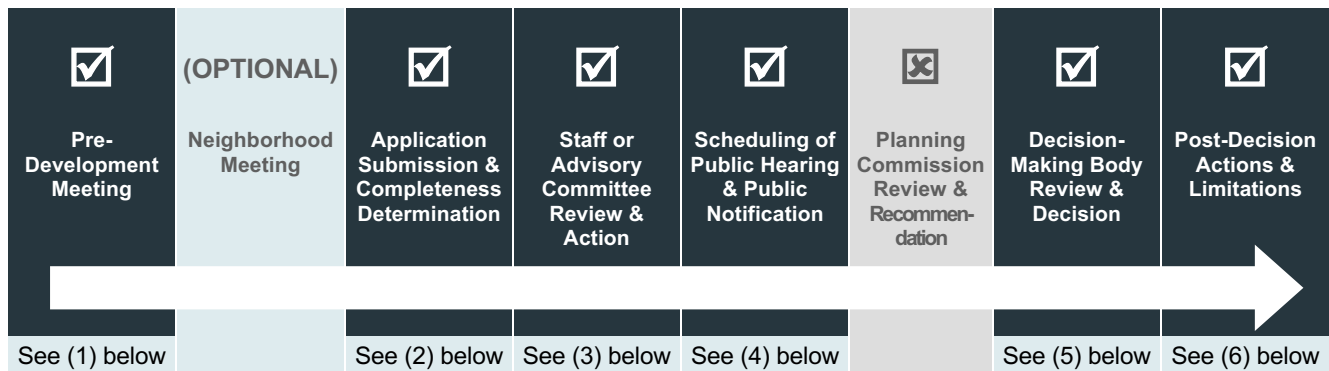 Pre-
Development
Meeting
See (1) below
(OPTIONAL)
Neighborhood
Meeting
Application
Submission &
Completeness
Determination
See (2) below
Staff or
Advisory
Committee
Review &
Action
See (3) below
Scheduling of
Public Hearing
& Public
Notification
See (4) below
Planning
Commission
Review &
Recommen-
dation
Decision-
Making Body
Review &
Decision
See (5) below
Post-Decision
Actions &
Limitations
See (6) below